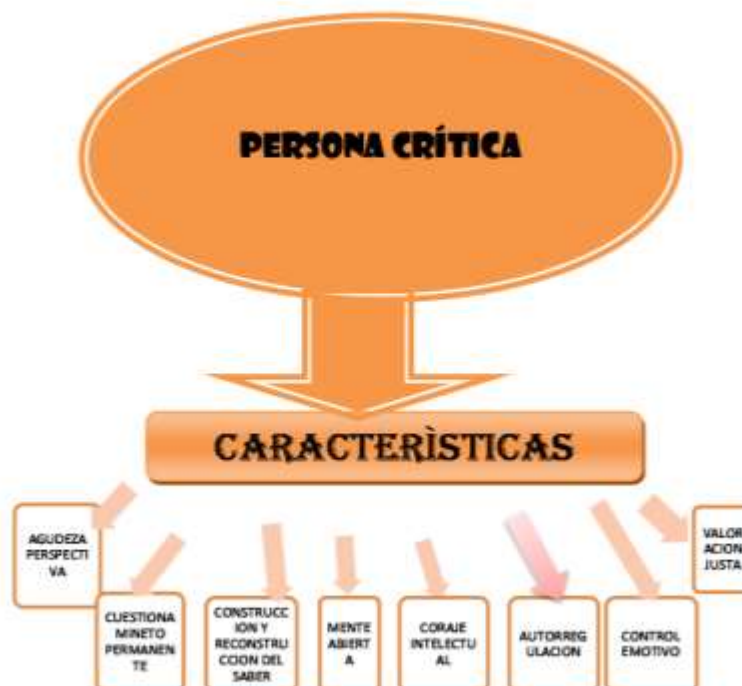 PERSONA CRÍTICA
CARACTERÌSTICAS
AGUDEZA
PERSPECTI
VA
CUESTIONA
MINETO
PERMANEN
TE
CONSTRUCC
ION Y
RECONSTRU
CCION DEL
SABER
MENTE
ABIERT
A
CORAJE
INTELECTU
AL
AUTORREG
ULACION
CONTROL
EMOTIVO
VALOR
ACION
JUSTA